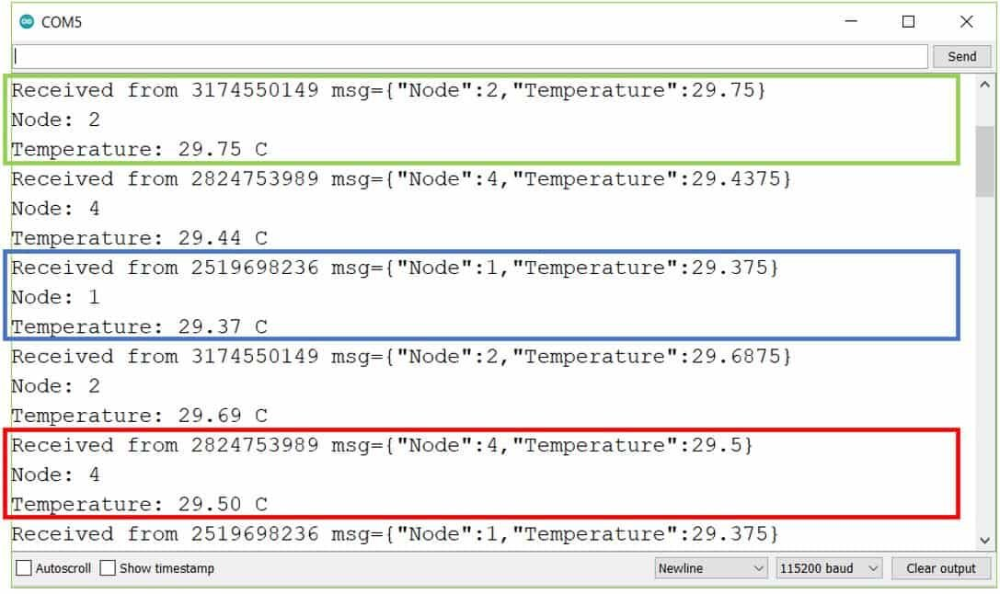 COM5
Send
Received from 3174550149 msg={"Node":2,"Temperature":29.75}
Node: 2
Temperature: 29.75 C
Received from 2824753989 msg={"Node":4,"Temperature":29.4375}
Node: 4
Temperature: 29.44 C
Received from 2519698236 msg={"Node":1,"Temperature":29.375}
Node: 1
Temperature: 29.37 C
Received from 3174550149 msg={"Node":2,"Temperature":29.6875}
Node: 2
Temperature: 29.69 C
Received from 2824753989 msg={"Node":4,"Temperature":29.5}
Node: 4
Temperature: 29.50 C
Received from 2519698236 msg={"Node":1,"Temperature":29.375}
Autoscroll Show timestamp Newline 115200 baud Clear output